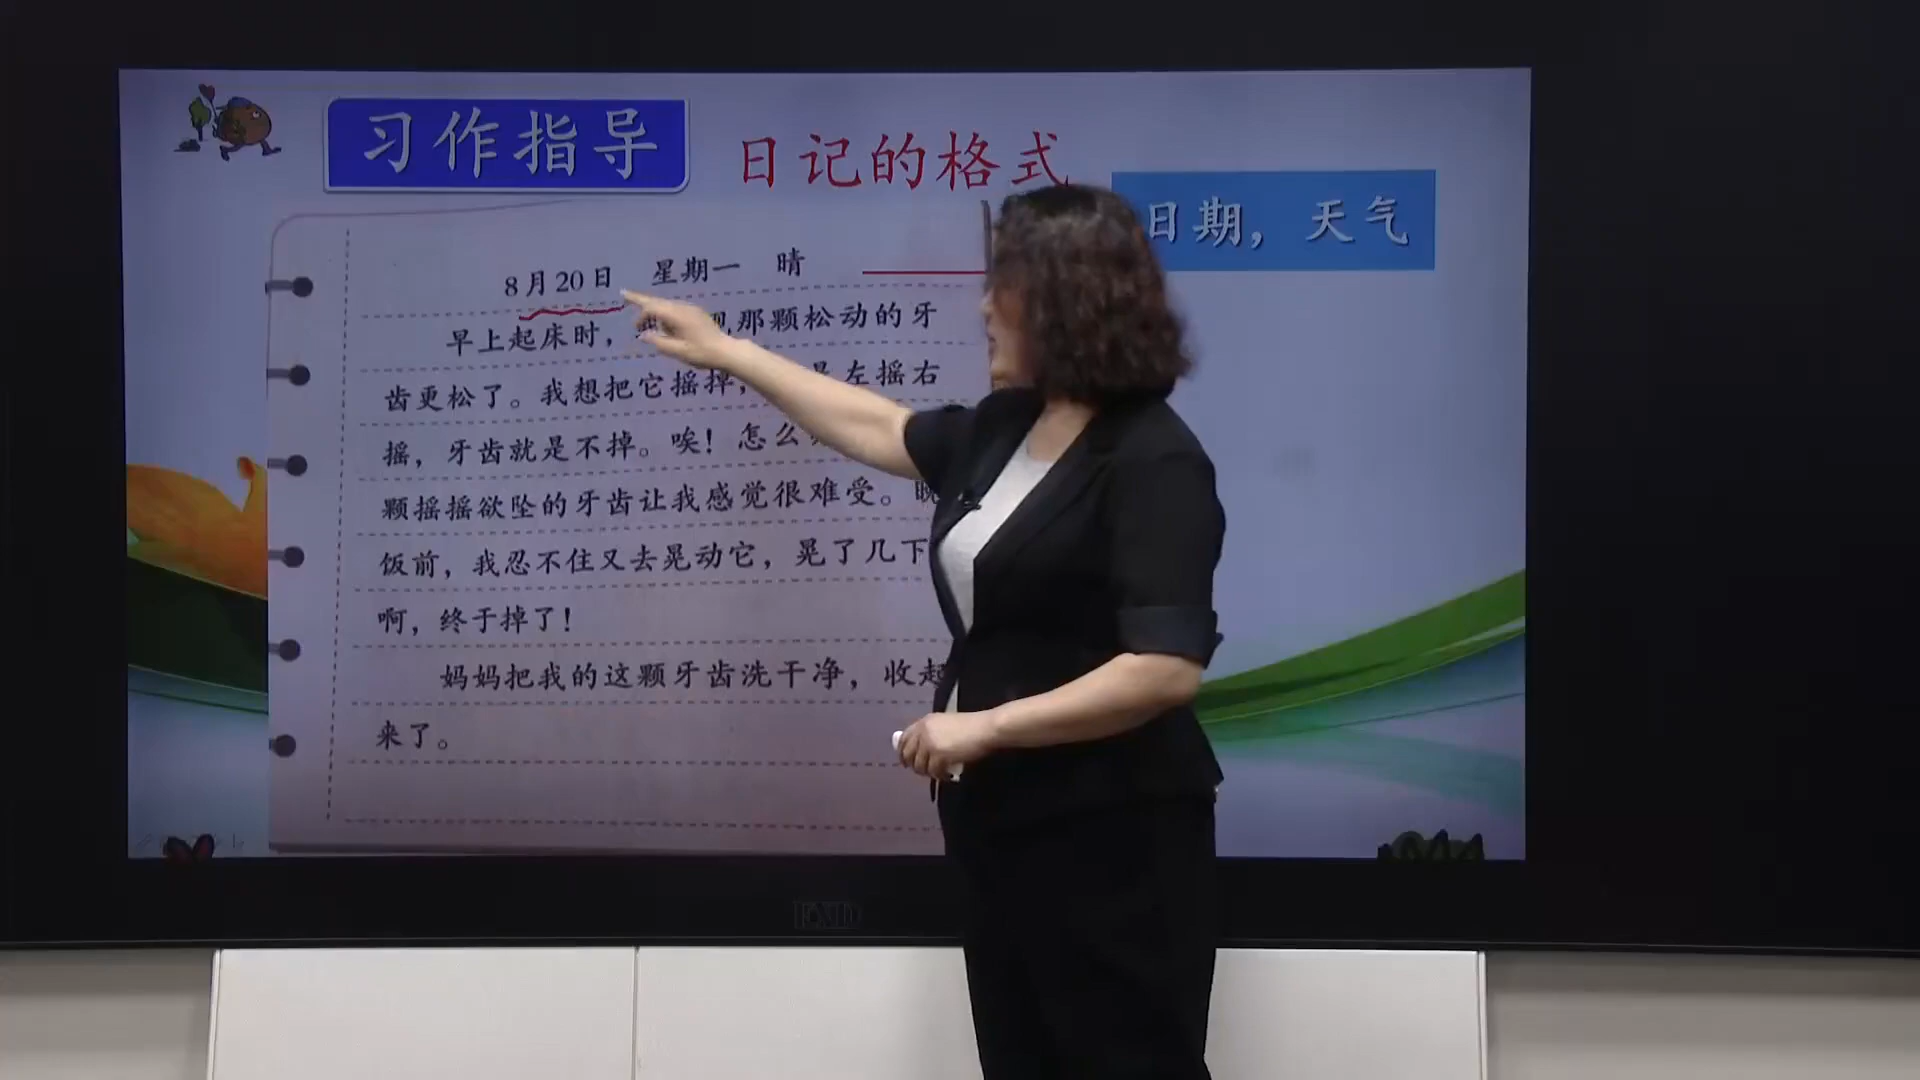 习作指导
日记的格式
日期，天气
8月20日 星期一 晴
早上起床时，那颗松动的牙
齿更松了。我想把它摇掉，左摇右
摇，牙齿就是不掉。唉！怎么
颗摇摇欲坠的牙齿让我感觉很难受。晚
饭前，我忍不住又去晃动它，晃了几下
啊，终于掉了！
妈妈把我的这颗牙齿洗干净，收起
来了。